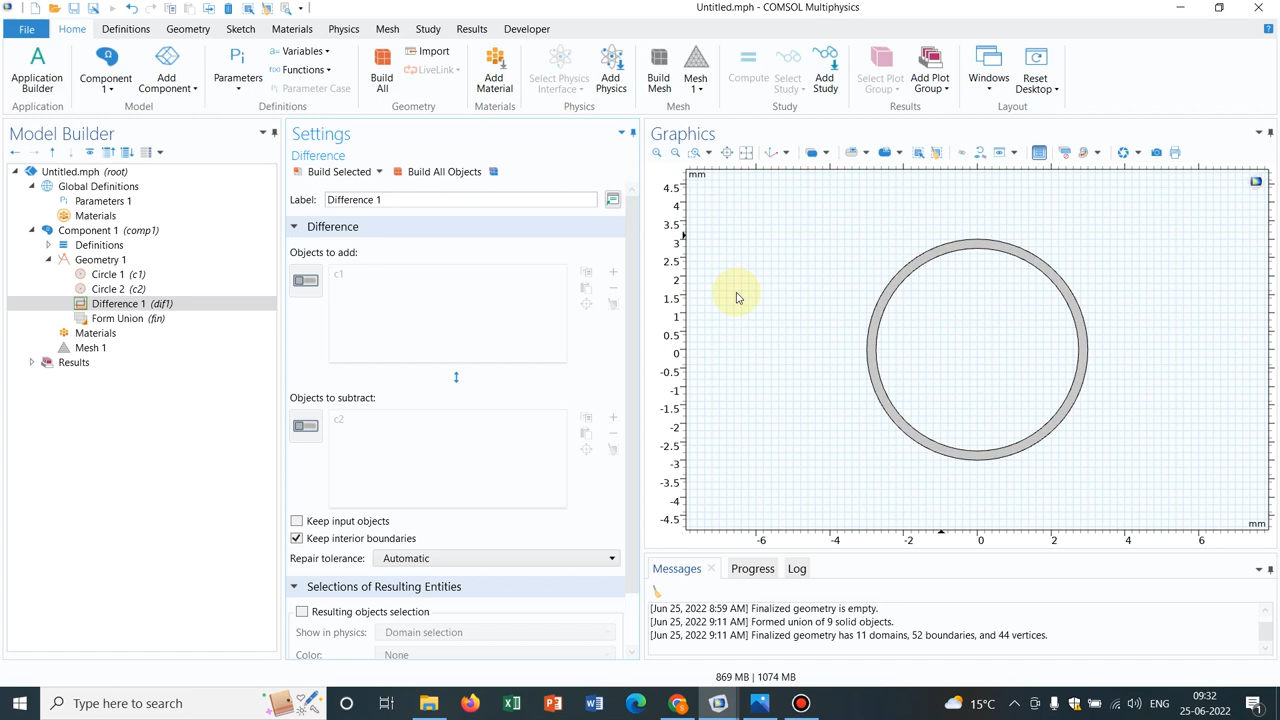 Untitled.mph - COMSOL Multiphysics
File Home Definitions Geometry Sketch Materials Physics Mesh Study Results Developer
Application Builder
Component 1
Add Component
Parameters
a= Variables
f(x) Functions
Pi Parameter Case
Build All
Import
LiveLink
Add Material
Select Physics Interface
Add Physics
Build Mesh
Mesh 1
Compute
Select Study
Add Study
Select Plot Group
Add Plot Group
Windows
Reset Desktop
Application Model Definitions Geometry Materials Physics Mesh Study Results Layout
Model Builder
Untitled.mph (root)
Global Definitions
Pi Parameters 1
Materials
Component 1 (comp1)
Definitions
Geometry 1
Circle 1 (c1)
Circle 2 (c2)
Difference 1 (dif1)
Form Union (fin)
Materials
Mesh 1
Results
Settings
Difference
Build Selected Build All Objects
Label: Difference 1
Difference
Objects to add:
c1
Objects to subtract:
c2
Keep input objects
Keep interior boundaries
Repair tolerance: Automatic
Selections of Resulting Entities
Resulting objects selection
Show in physics: Domain selection
Color: None
Graphics
mm
4.5
4
3.5
3
2.5
2
1.5
1
0.5
0
-0.5
-1
-1.5
-2
-2.5
-3
-3.5
-4
-4.5
mm
-6 -2 0 2 4 6
Messages Progress Log
[Jun 25, 2022 8:59 AM] Finalized geometry is empty.
[Jun 25, 2022 9:11 AM] Formed union of 9 solid objects.
[Jun 25, 2022 9:11 AM] Finalized geometry has 11 domains, 52 boundaries, and 44 vertices.
869 MB | 1074 MB
Type here to search
15°C
ENG
09:32
25-06-2022
1